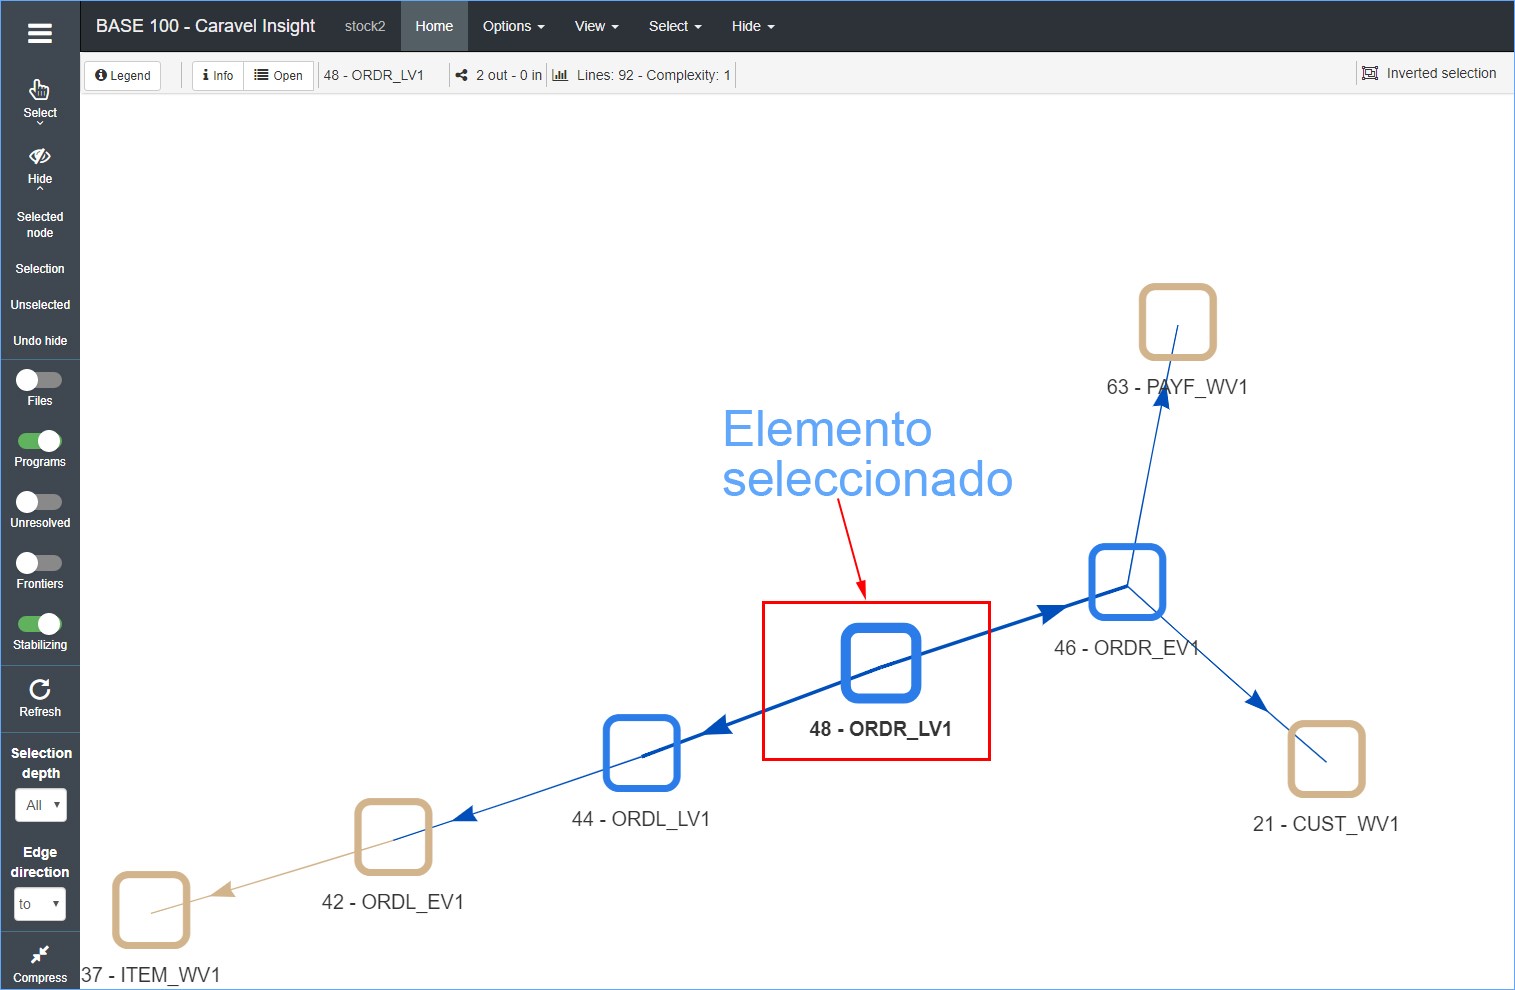 BASE 100 - Caravel Insight stock2 Home Options View Select Hide
Legend Info Open 48 - ORDR_LV1 2 out - 0 in Lines: 92 - Complexity: 1 Inverted selection
Select
Hide
Selected
node
Selection
Unselected
Undo hide
Files
Programs
Unresolved
Frontiers
Stabilizing
Refresh
Selection
depth
All
Edge
direction
to
Compress
63 - PAYF_WV1
Elemento
seleccionado
46 - ORDR_EV1
48 - ORDR_LV1
44 - ORDL_LV1
21 - CUST_WV1
42 - ORDL_EV1
37 - ITEM_WV1